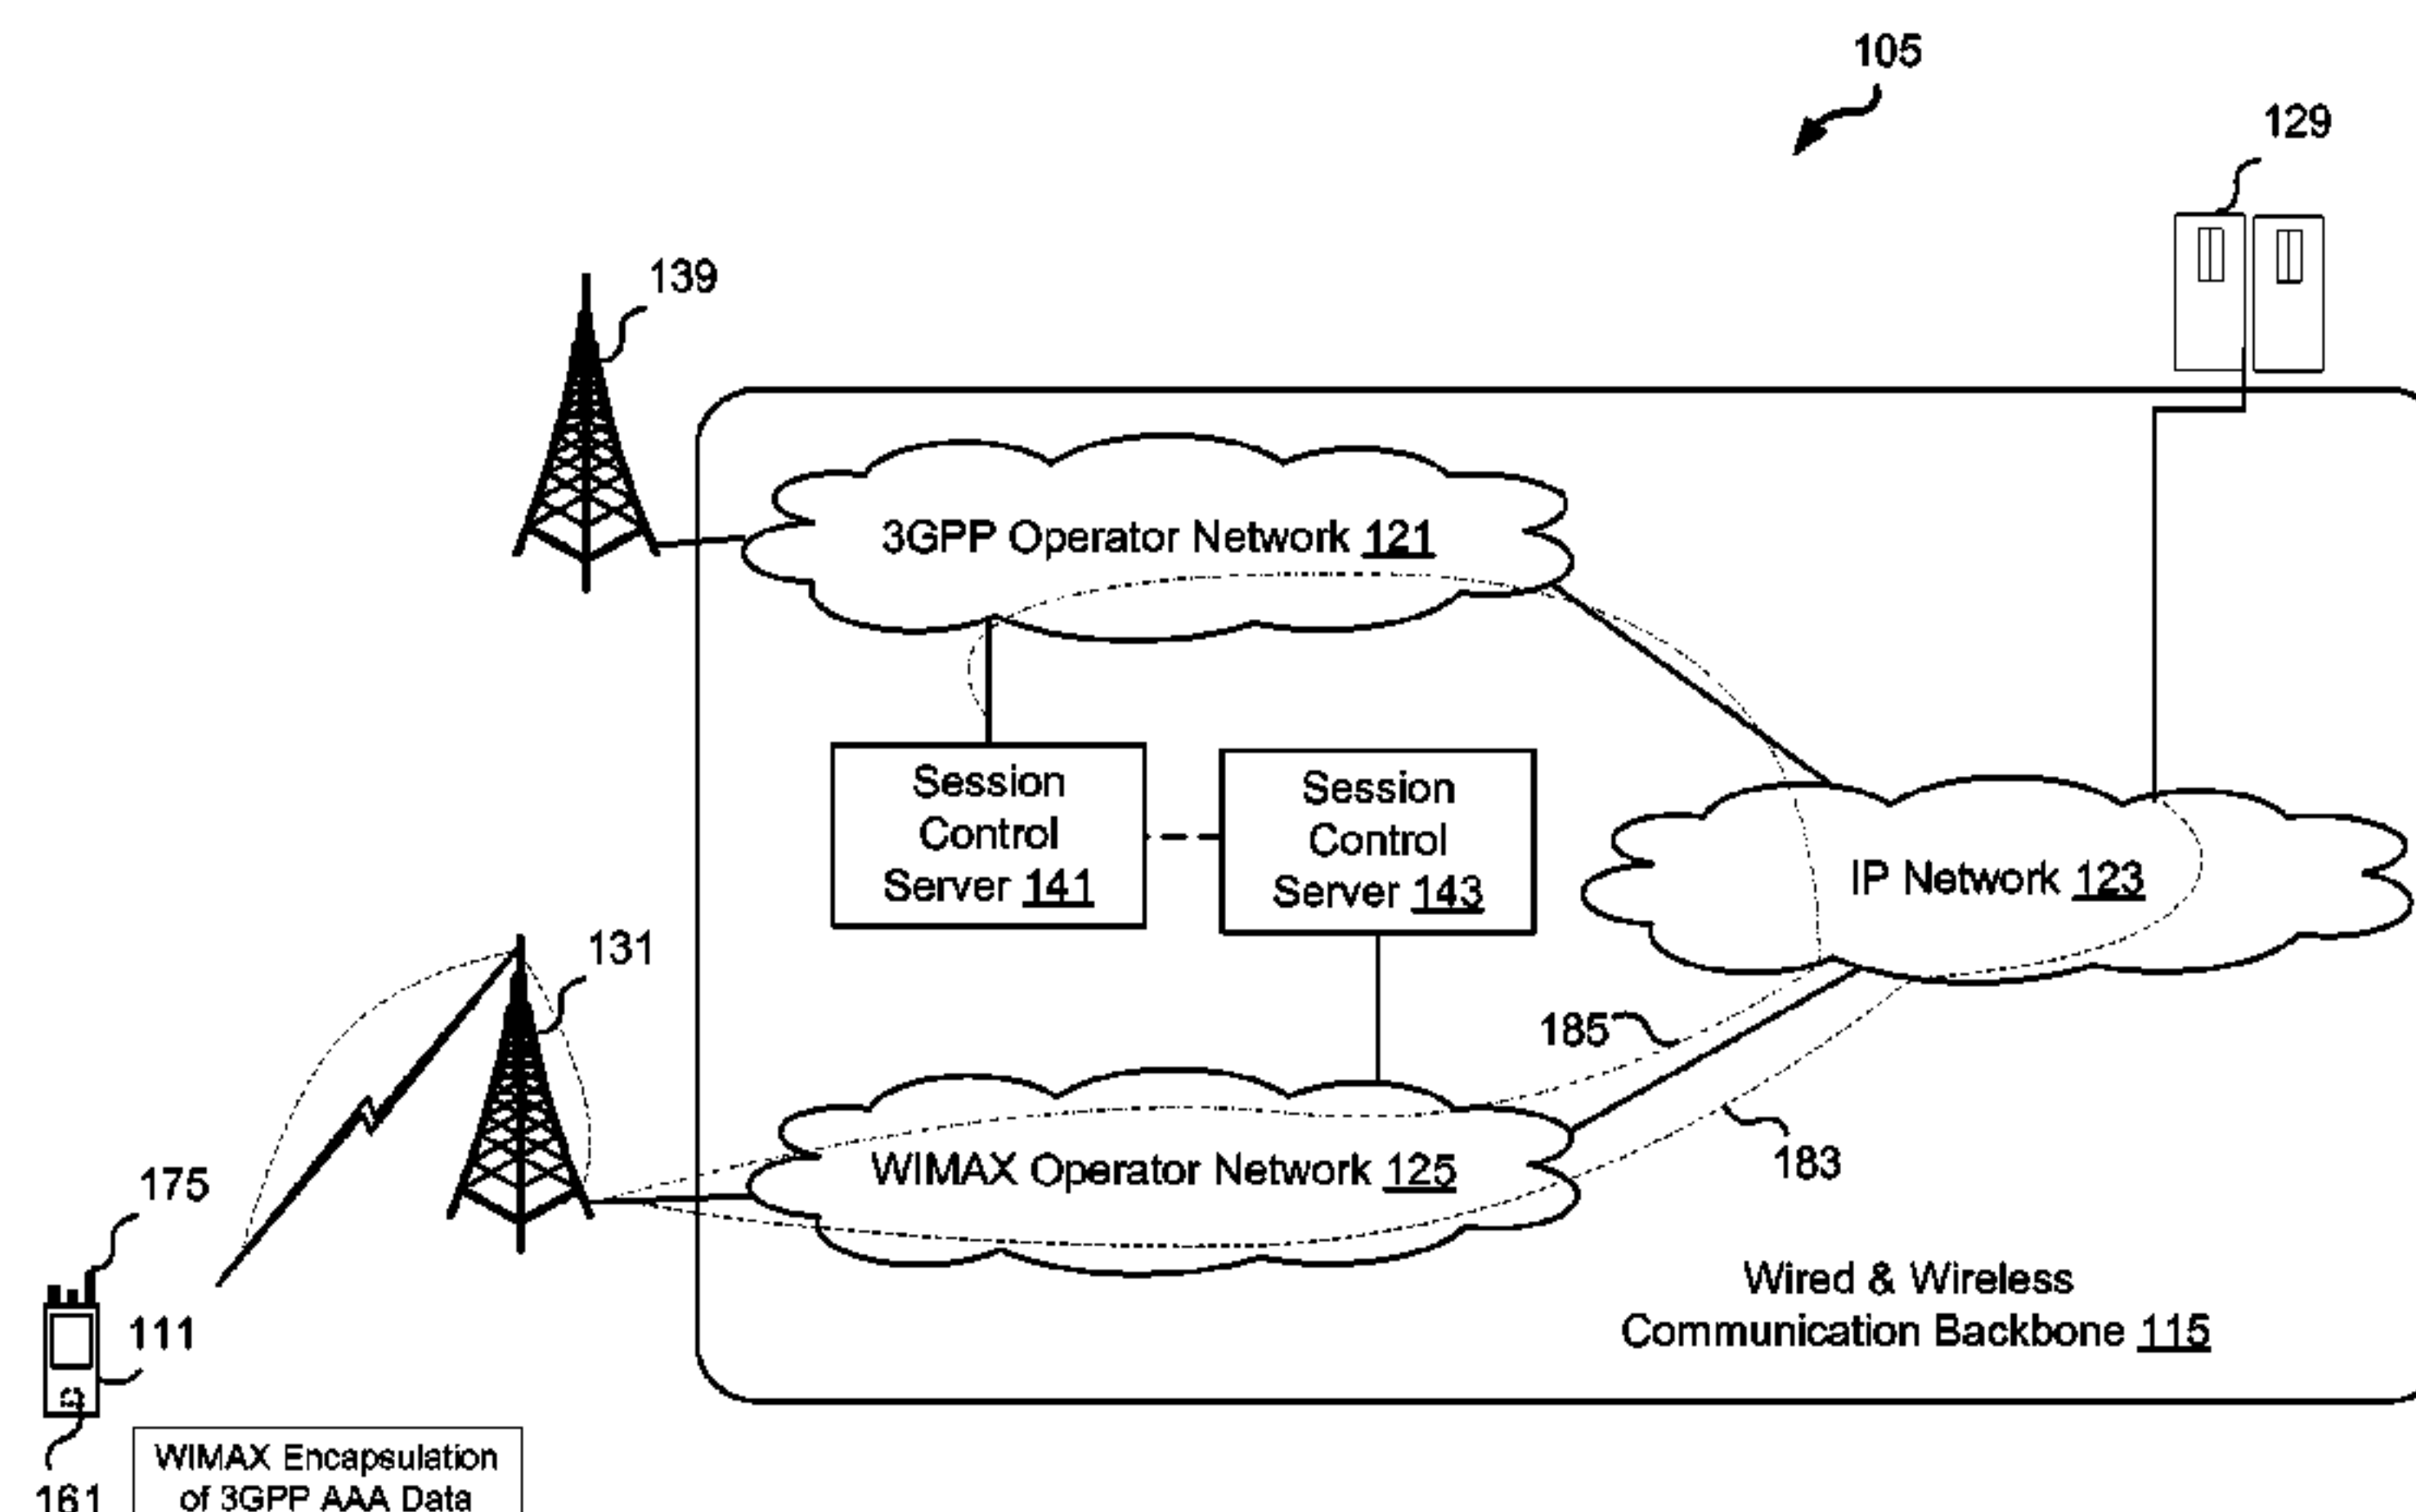 105
129
139
3GPP Operator Network 121
Session
Control
Server 141
Session
Control
Server 143
IP Network 123
131
185
183
WIMAX Operator Network 125
175
111
Wired & Wireless
Communication Backbone 115
161
WIMAX Encapsulation
of 3GPP AAA Data